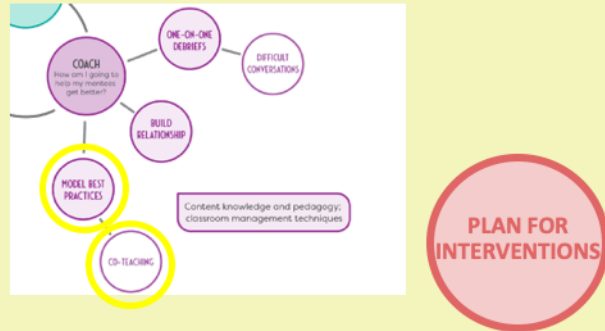 ONE-ON-ONE
DEBRIEFS
DIFFICULT
CONVERSATIONS
COACH
How am I going to
help my mentees
get better?
BUILD
RELATIONSHIP
MODEL BEST
PRACTICES
Content knowledge and pedagogy;
classroom management techniques
CO-TEACHING
PLAN FOR
INTERVENTIONS